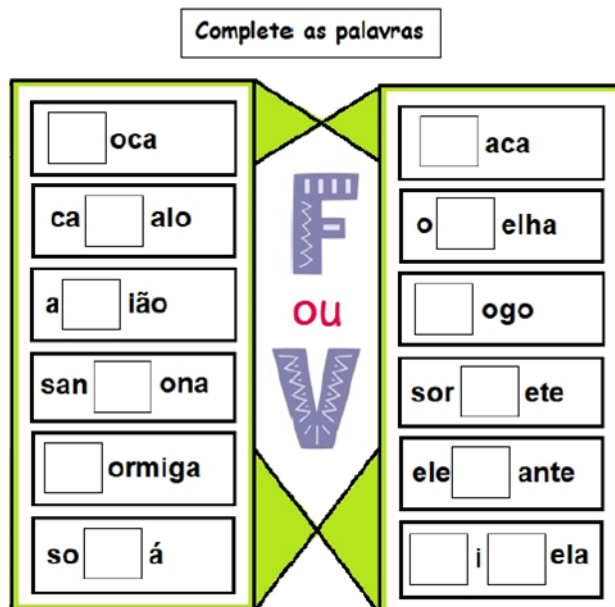 Complete as palavras
oca
ca alo
a ião
san ona
ormiga
so á
F
ou
V
aca
o elha
ogo
sor ete
ele ante
i ela